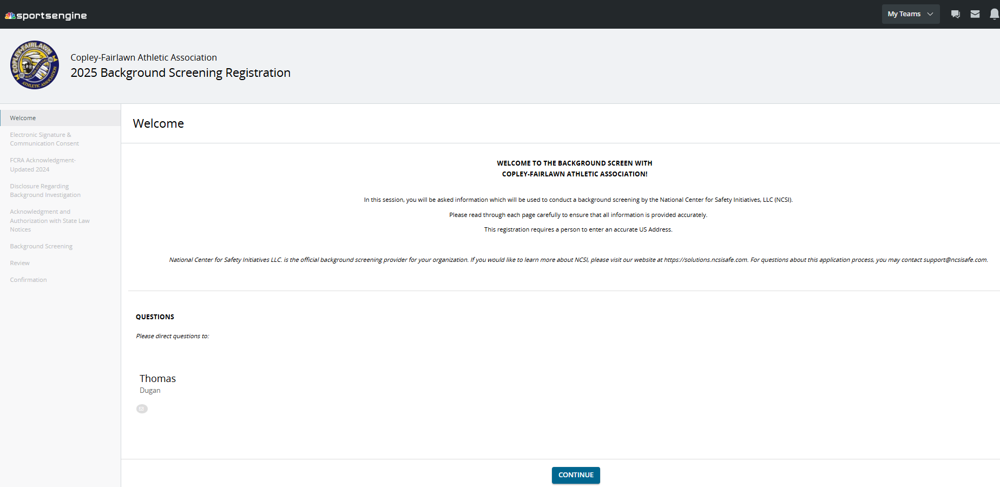 sportsengine
My Teams
COPLEY-FAIRLAWN
ATHLETIC ASSOCIATION
Copley-Fairlawn Athletic Association
2025 Background Screening Registration
Welcome
Electronic Signature &
Communication Consent
FCRA Acknowledgment-
Updated 2024
Disclosure Regarding
Background Investigation
Acknowledgment and
Authorization with State Law
Notices
Background Screening
Review
Confirmation
Welcome
WELCOME TO THE BACKGROUND SCREEN WITH
COPLEY-FAIRLAWN ATHLETIC ASSOCIATION!
In this session, you will be asked information which will be used to conduct a background screening by the National Center for Safety Initiatives, LLC (NCSI).
Please read through each page carefully to ensure that all information is provided accurately.
This registration requires a person to enter an accurate US Address.
National Center for Safety Initiatives LLC. is the official background screening provider for your organization. If you would like to learn more about NCSI, please visit our website at https://solutions.ncsisafe.com. For questions about this application process, you may contact support@ncsisafe.com.
QUESTIONS
Please direct questions to:
Thomas
Dugan
CONTINUE